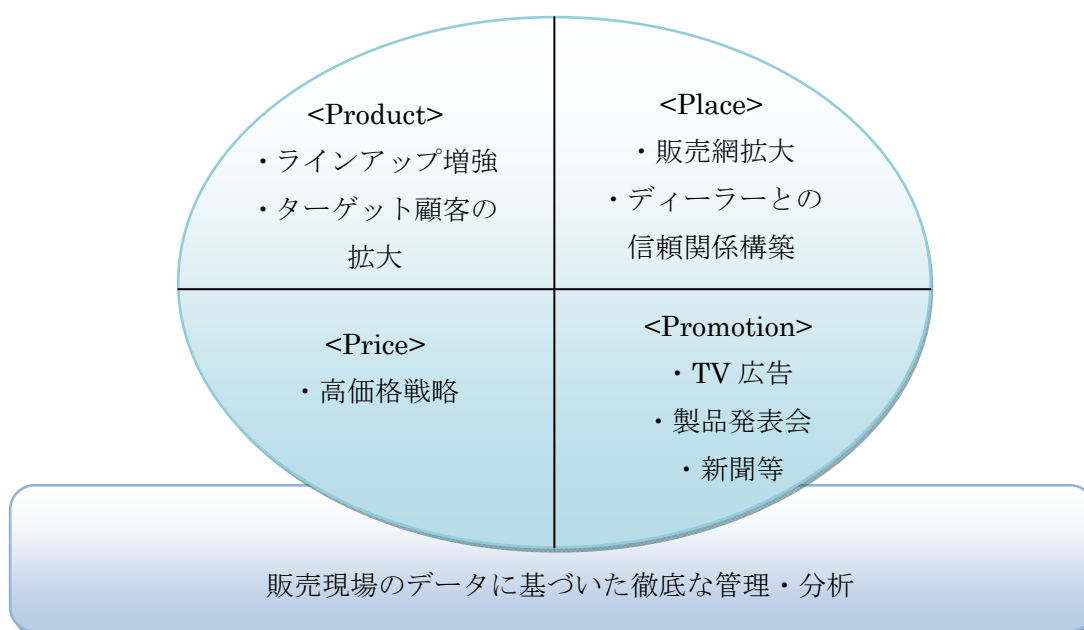 <Product>
・ラインアップ増強
・ターゲット顧客の
拡大
<Place>
・販売網拡大
・ディーラーとの
信頼関係構築
<Price>
・高価格戦略
<Promotion>
・TV 広告
・製品発表会
・新聞等
販売現場のデータに基づいた徹底な管理・分析